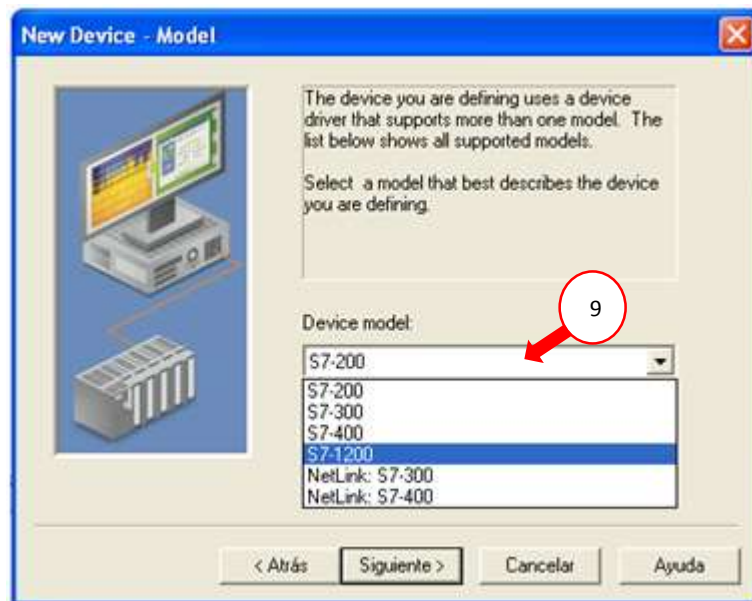 New Device - Model
The device you are defining uses a device
driver that supports more than one model. The
list below shows all supported models.
Select a model that best describes the device
you are defining.
9
Device model:
S7-200
S7-200
S7-300
S7-400
S7-1200
NetLink: S7-300
NetLink: S7-400
< Atrás Siguiente > Cancelar Ayuda